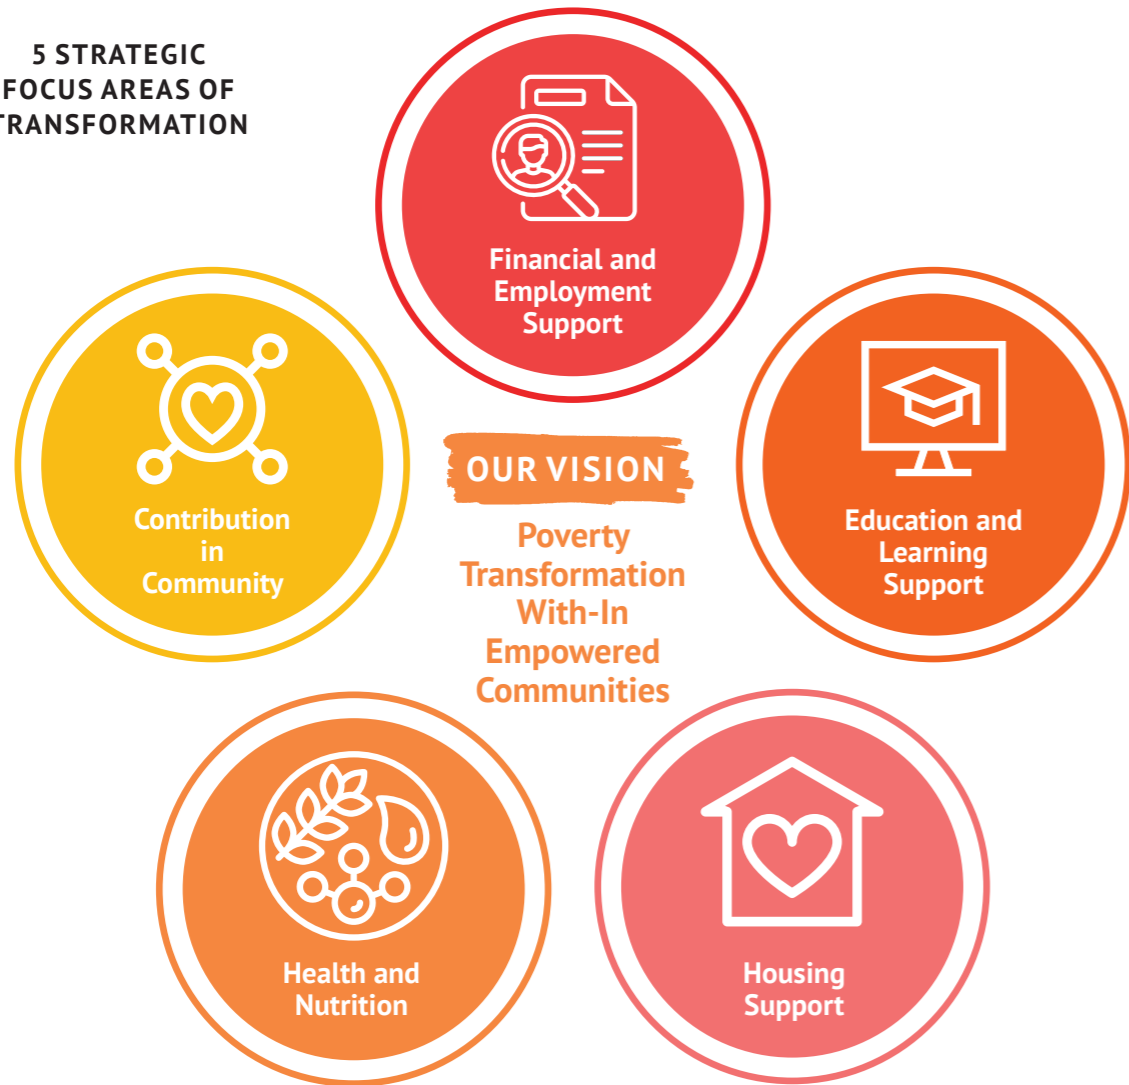 5 STRATEGIC
FOCUS AREAS OF
TRANSFORMATION
Financial and
Employment
Support
Contribution
in
Community
OUR VISION
Poverty
Transformation
With-In
Empowered
Communities
Education and
Learning
Support
Health and
Nutrition
Housing
Support